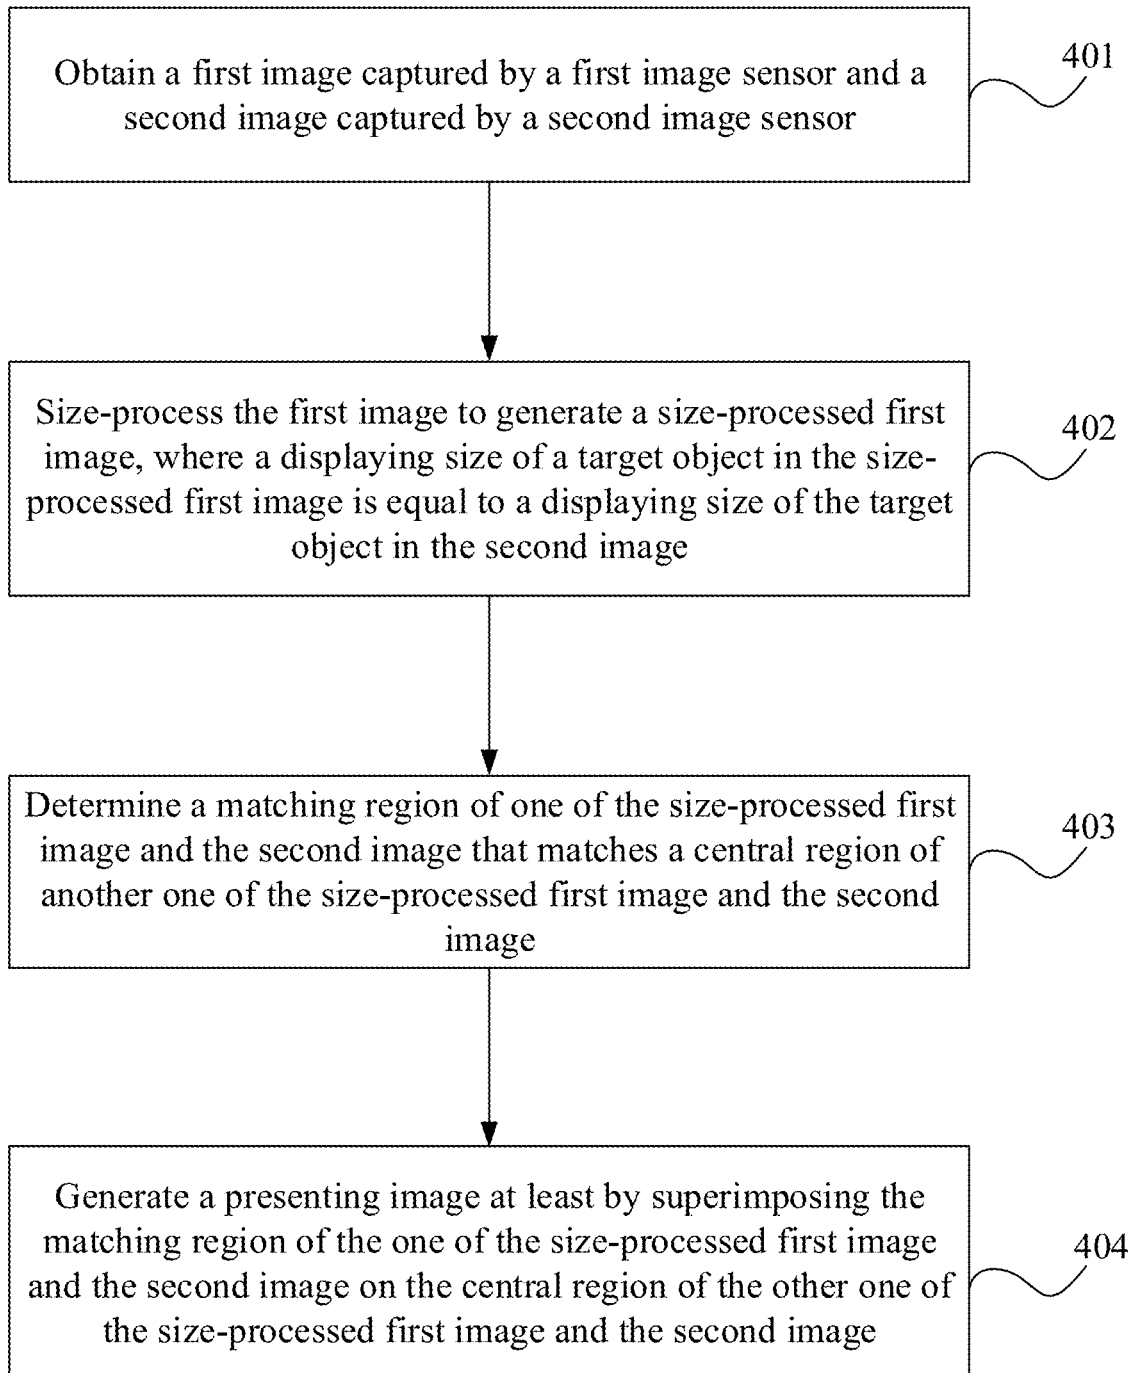 Obtain a first image captured by a first image sensor and a
second image captured by a second image sensor
401
Size-process the first image to generate a size-processed first
image, where a displaying size of a target object in the size-
processed first image is equal to a displaying size of the target
object in the second image
402
Determine a matching region of one of the size-processed first
image and the second image that matches a central region of
another one of the size-processed first image and the second
image
403
Generate a presenting image at least by superimposing the
matching region of the one of the size-processed first image
and the second image on the central region of the other one of
the size-processed first image and the second image
404